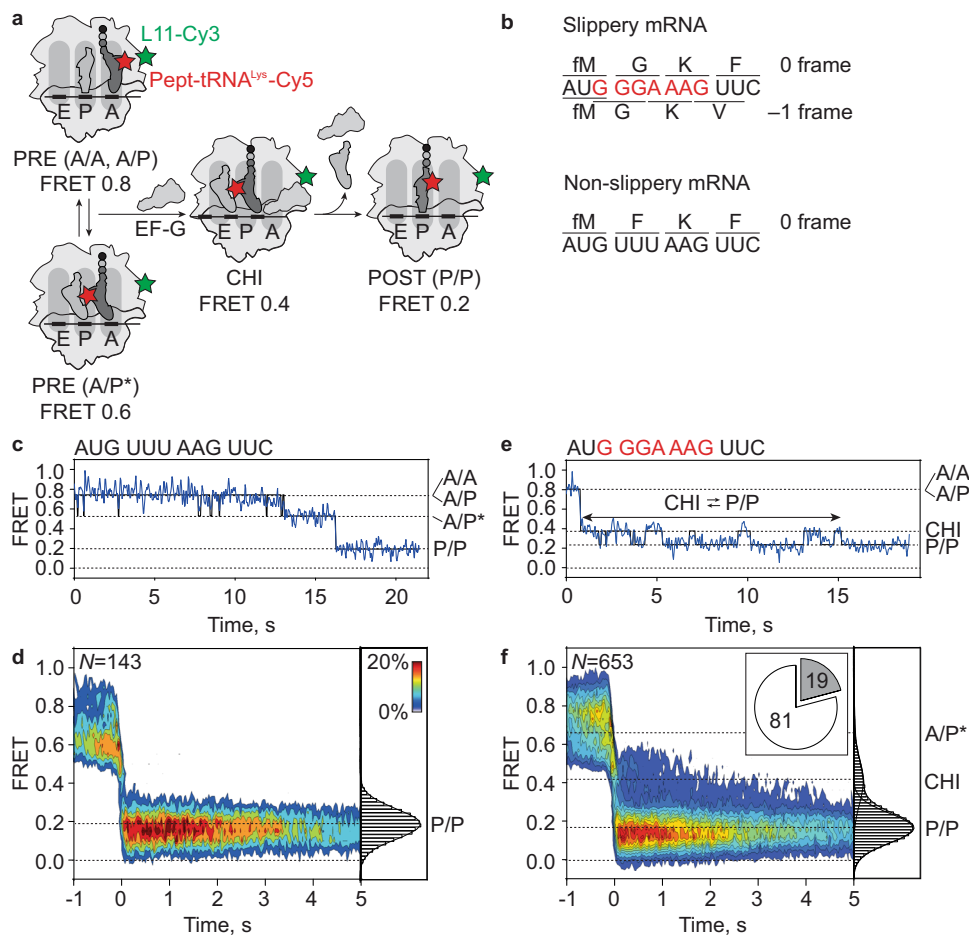 a
L11-Cy3
Pept-tRNALys-Cy5
E P A
PRE (A/A, A/P)
FRET 0.8
EF-G
E P A
CHI
FRET 0.4
E P A
POST (P/P)
FRET 0.2
E P A
PRE (A/P*)
FRET 0.6
b
Slippery mRNA
fM G K F 0 frame
AUG GGA AAG UUC
fM G K V –1 frame
Non-slippery mRNA
fM F K F 0 frame
AUG UUU AAG UUC
c
AUG UUU AAG UUC
FRET
1.0
0.8
0.6
0.4
0.2
0.0
A/A
A/P
A/P*
P/P
0 5 10 15 20
Time, s
e
AUG GGA AAG UUC
FRET
1.0
0.8
0.6
0.4
0.2
0.0
CHI ⇌ P/P
A/A
A/P
CHI
P/P
0 5 10 15
Time, s
d
N=143
20%
0%
FRET
1.0
0.8
0.6
0.4
0.2
0.0
P/P
-1 0 1 2 3 4 5
Time, s
f
N=653
19
81
FRET
1.0
0.8
0.6
0.4
0.2
0.0
A/P*
CHI
P/P
-1 0 1 2 3 4 5
Time, s